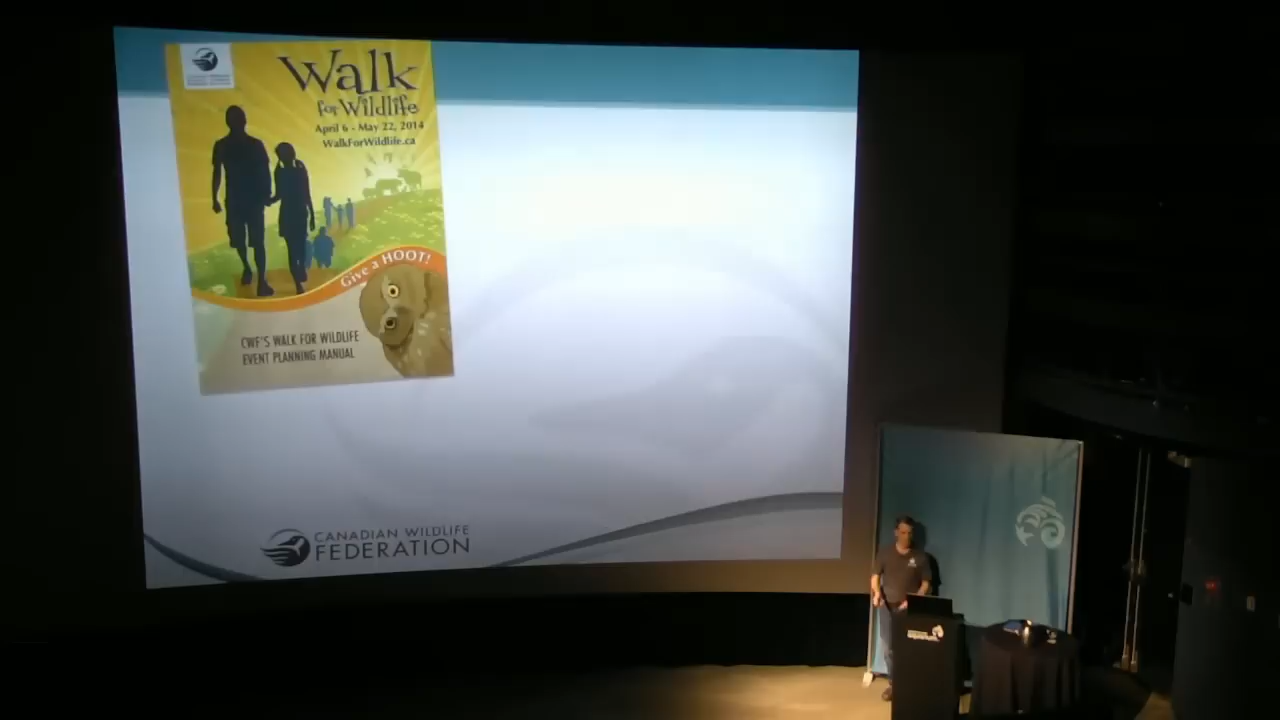 Walk
for Wildlife
April 6 - May 22, 2014
WalkForWildlife.ca
Give a HOOT!
CWF'S WALK FOR WILDLIFE
EVENT PLANNING MANUAL
CANADIAN WILDLIFE
FEDERATION